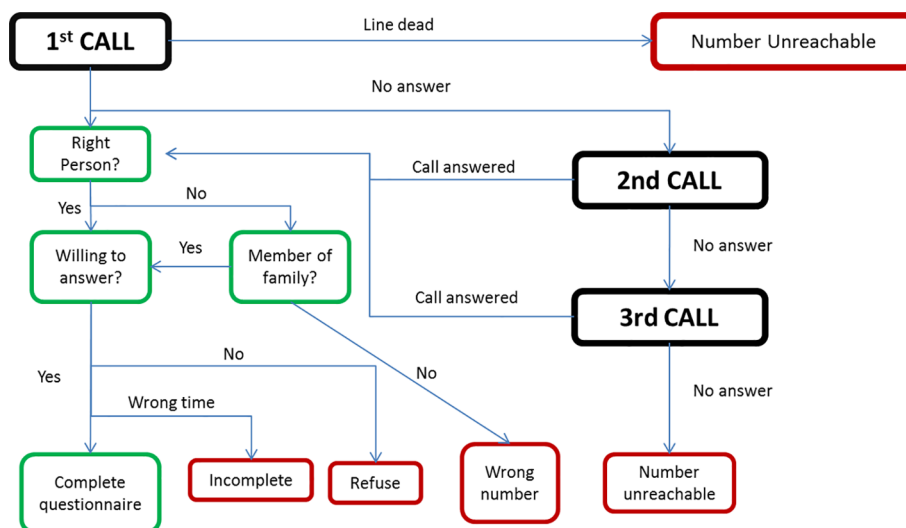 1st CALL
Line dead
Number Unreachable
No answer
Right
Person?
Call answered
2nd CALL
Yes
No
Willing to
answer?
Yes
Member of
family?
No answer
Call answered
3rd CALL
Yes
No
No
No answer
Wrong time
Complete
questionnaire
Incomplete
Refuse
Wrong
number
Number
unreachable